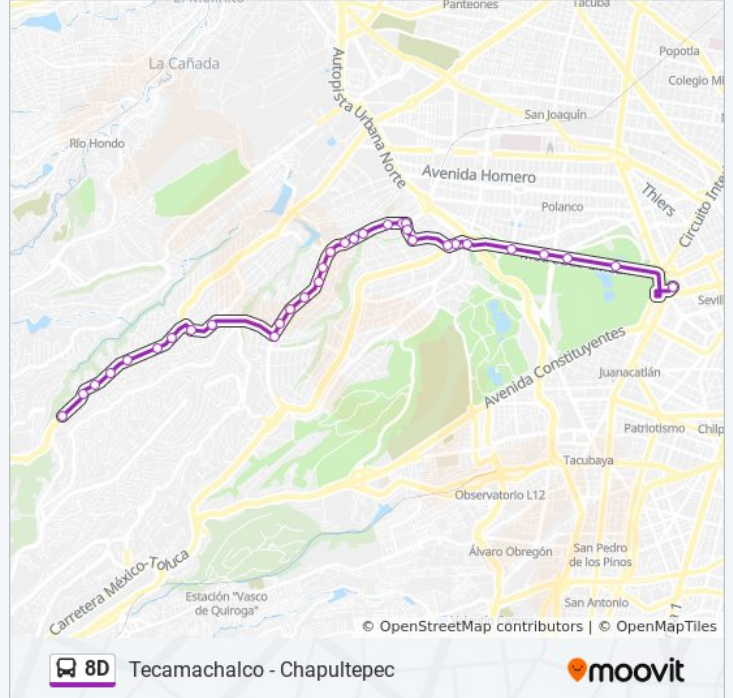 Panteones
Tacuba
Popotla
La Cañada
Colegio Mi
San Joaquín
Autopista Urbana Norte
Río Hondo
Avenida Homero
Thiers
Circuito Inte
Polanco
Sevill
Avenida Constituyentes
Juanacatlán
Patriotismo
Chilp
Tacubaya
Observatorio L12
Álvaro Obregón
San Pedro
de los Pinos
Carretera México-Toluca
Estación "Vasco
de Quiroga"
San Antonio
© OpenStreetMap contributors | © OpenMapTiles
8D
Tecamachalco - Chapultepec
moovit